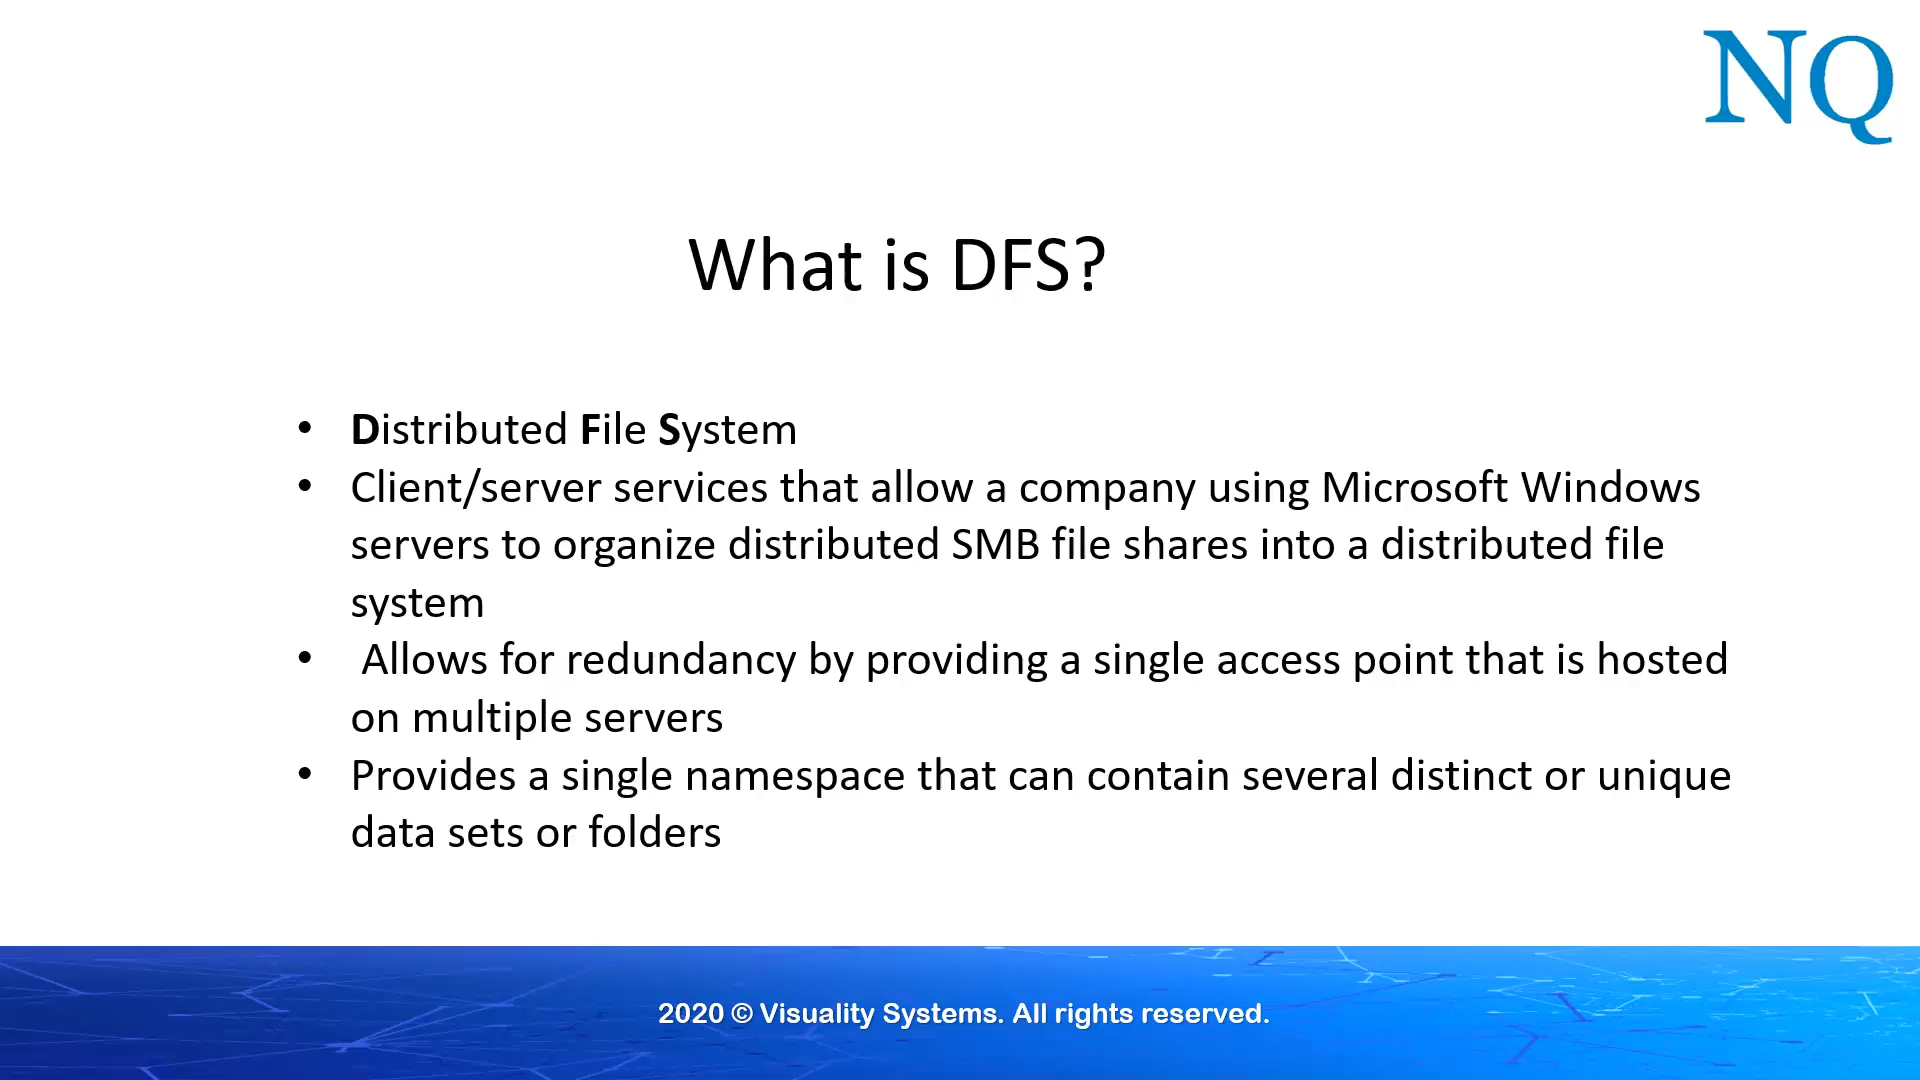 NQ
What is DFS?
• Distributed File System
• Client/server services that allow a company using Microsoft Windows
servers to organize distributed SMB file shares into a distributed file
system
• Allows for redundancy by providing a single access point that is hosted
on multiple servers
• Provides a single namespace that can contain several distinct or unique
data sets or folders
2020 © Visuality Systems. All rights reserved.